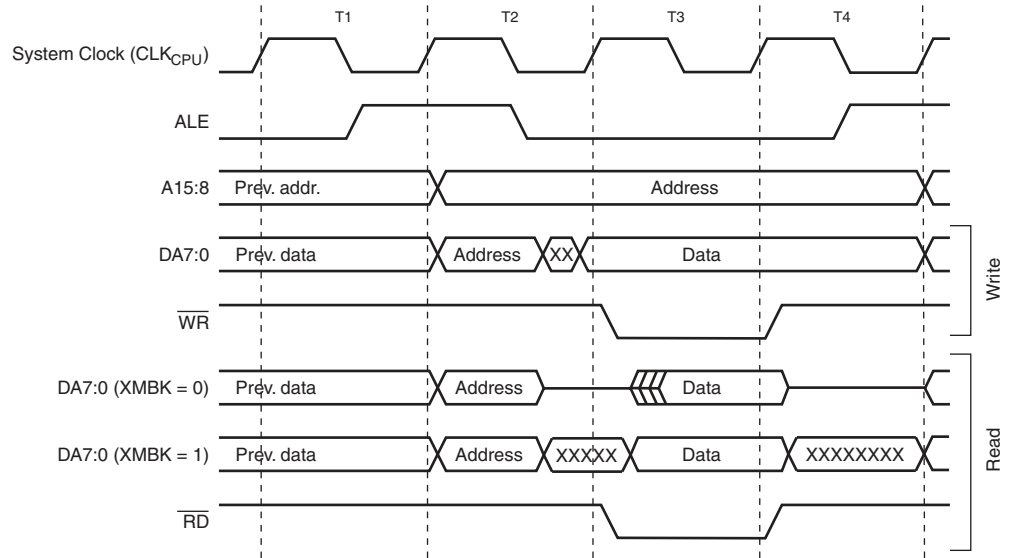 T1 T2 T3 T4
System Clock (CLKCPU)
ALE
A15:8 Prev. addr. Address
DA7:0 Prev. data Address XX Data
WR
Write
DA7:0 (XMBK = 0) Prev. data Address Data
DA7:0 (XMBK = 1) Prev. data Address XXXXX Data XXXXXXXX
RD
Read